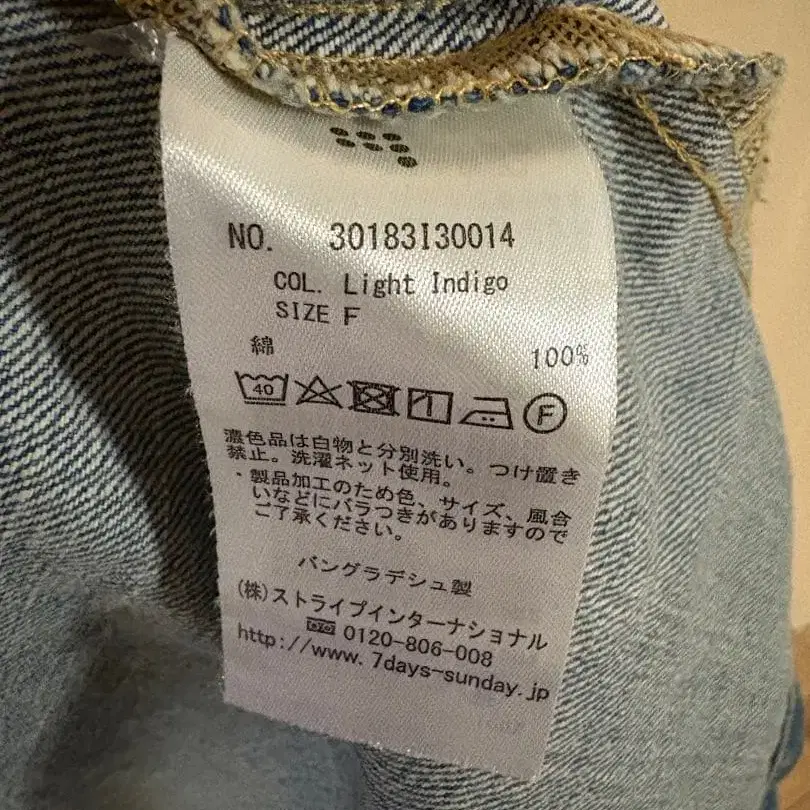 NO. 30183I30014
COL. Light Indigo
SIZE F
綿 100%
40
F
濃色品は白物と分別洗い。つけ置き
禁止。洗濯ネット使用。
・製品加工のため色、サイズ、風合
いなどにバラつきがありますので
ご了承ください。
バングラデシュ製
(株)ストライプインターナショナル
0120-806-008
http://www.7days-sunday.jp